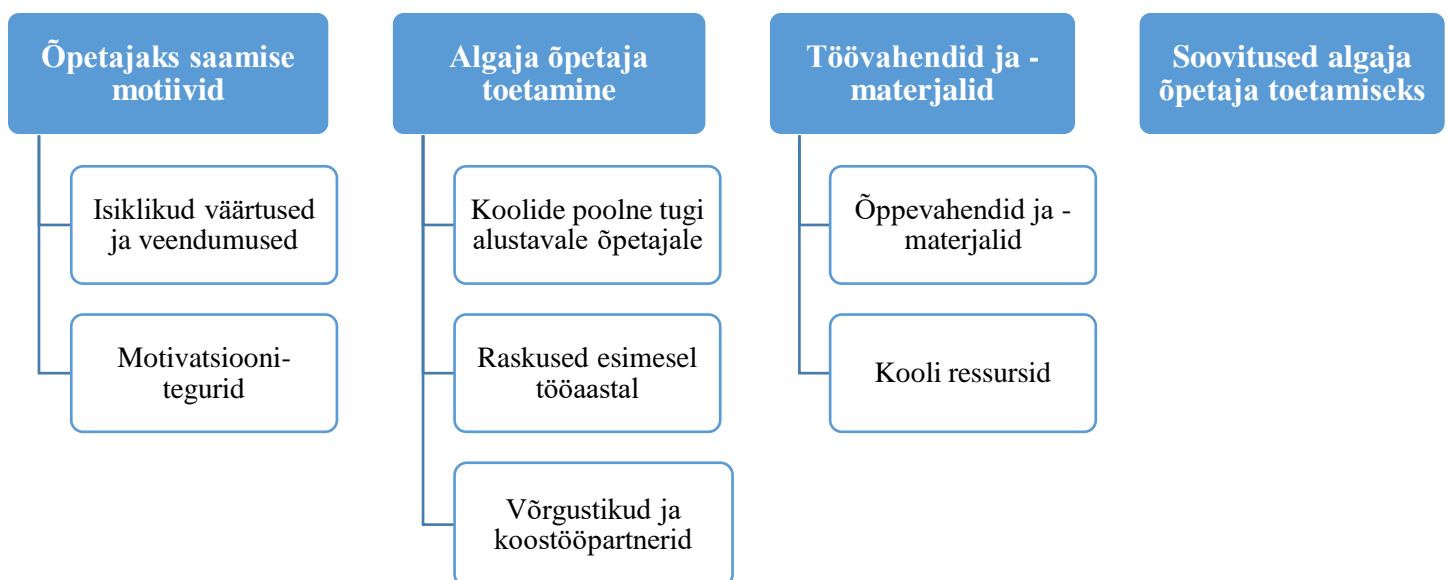 Õpetajaks saamise
motiivid
Isiklikud väärtused
ja veendumused
Motivatsiooni-
tegurid
Algaja õpetaja
toetamine
Koolide poolne tugi
alustavale õpetajale
Raskused esimesel
tööaastal
Võrgustikud ja
koostööpartnerid
Töövahendid ja -
materjalid
Õppevahendid ja -
materjalid
Kooli ressursid
Soovitused algaja
õpetaja toetamiseks